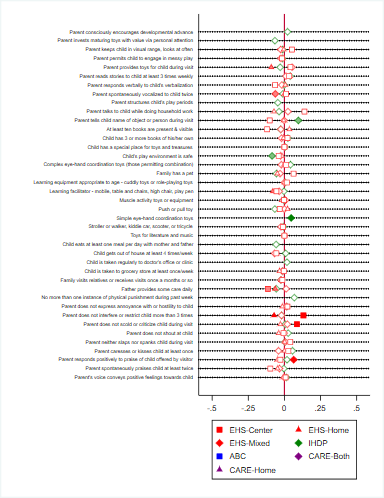 Parent consciously encourages developmental advance
Parent invests maturing toys with value via personal attention
Parent keeps child in visual range, looks at often
Parent permits child to engage in messy play
Parent provides toys for child during visit
Parent reads stories to child at least 3 times weekly
Parent responds verbally to child's verbalization
Parent spontaneously vocalized to child twice
Parent structures child's play periods
Parent talks to child while doing household work
Parent tells child name of object or person during visit
At least ten books are present & visible
Child has 3 or more books of his/her own
Child has a special place for toys and treasures
Child's play environment is safe
Complex eye-hand coordination toys (those permitting combination)
Family has a pet
Learning equipment appropriate to age - cuddly toys or role-playing toys
Learning facilitator - mobile, table and chairs, high chair, play pen
Muscle activity toys or equipment
Push or pull toy
Simple eye-hand coordination toys
Stroller or walker, kiddie car, scooter, or tricycle
Toys for literature and music
Child eats at least one meal per day with mother and father
Child gets out of house at least 4 times/week
Child is taken regularly to doctor's office or clinic
Child is taken to grocery store at least once/week
Family visits relatives or receives visits once a months or so
Father provides some care daily
No more than one instance of physical punishment during past week
Parent does not express annoyance with or hostility to child
Parent does not interfere or restrict child more than 3 times
Parent does not scold or criticize child during visit
Parent does not shout at child
Parent neither slaps nor spanks child during visit
Parent caresses or kisses child at least once
Parent responds positively to praise of child offered by visitor
Parent spontaneously praises child at least twice
Parent's voice conveys positive feelings towards child
-.5 -.25 0 .25 .5
EHS-Center EHS-Home
EHS-Mixed IHDP
ABC CARE-Both
CARE-Home